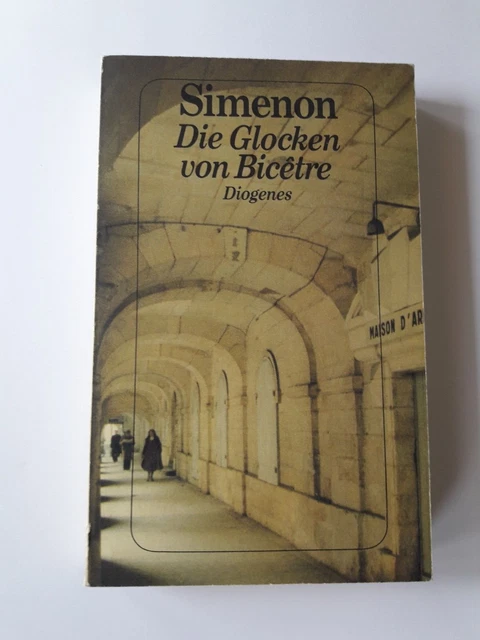 Simenon
Die Glocken
von Bicêtre
Diogenes
MAISON D'AR